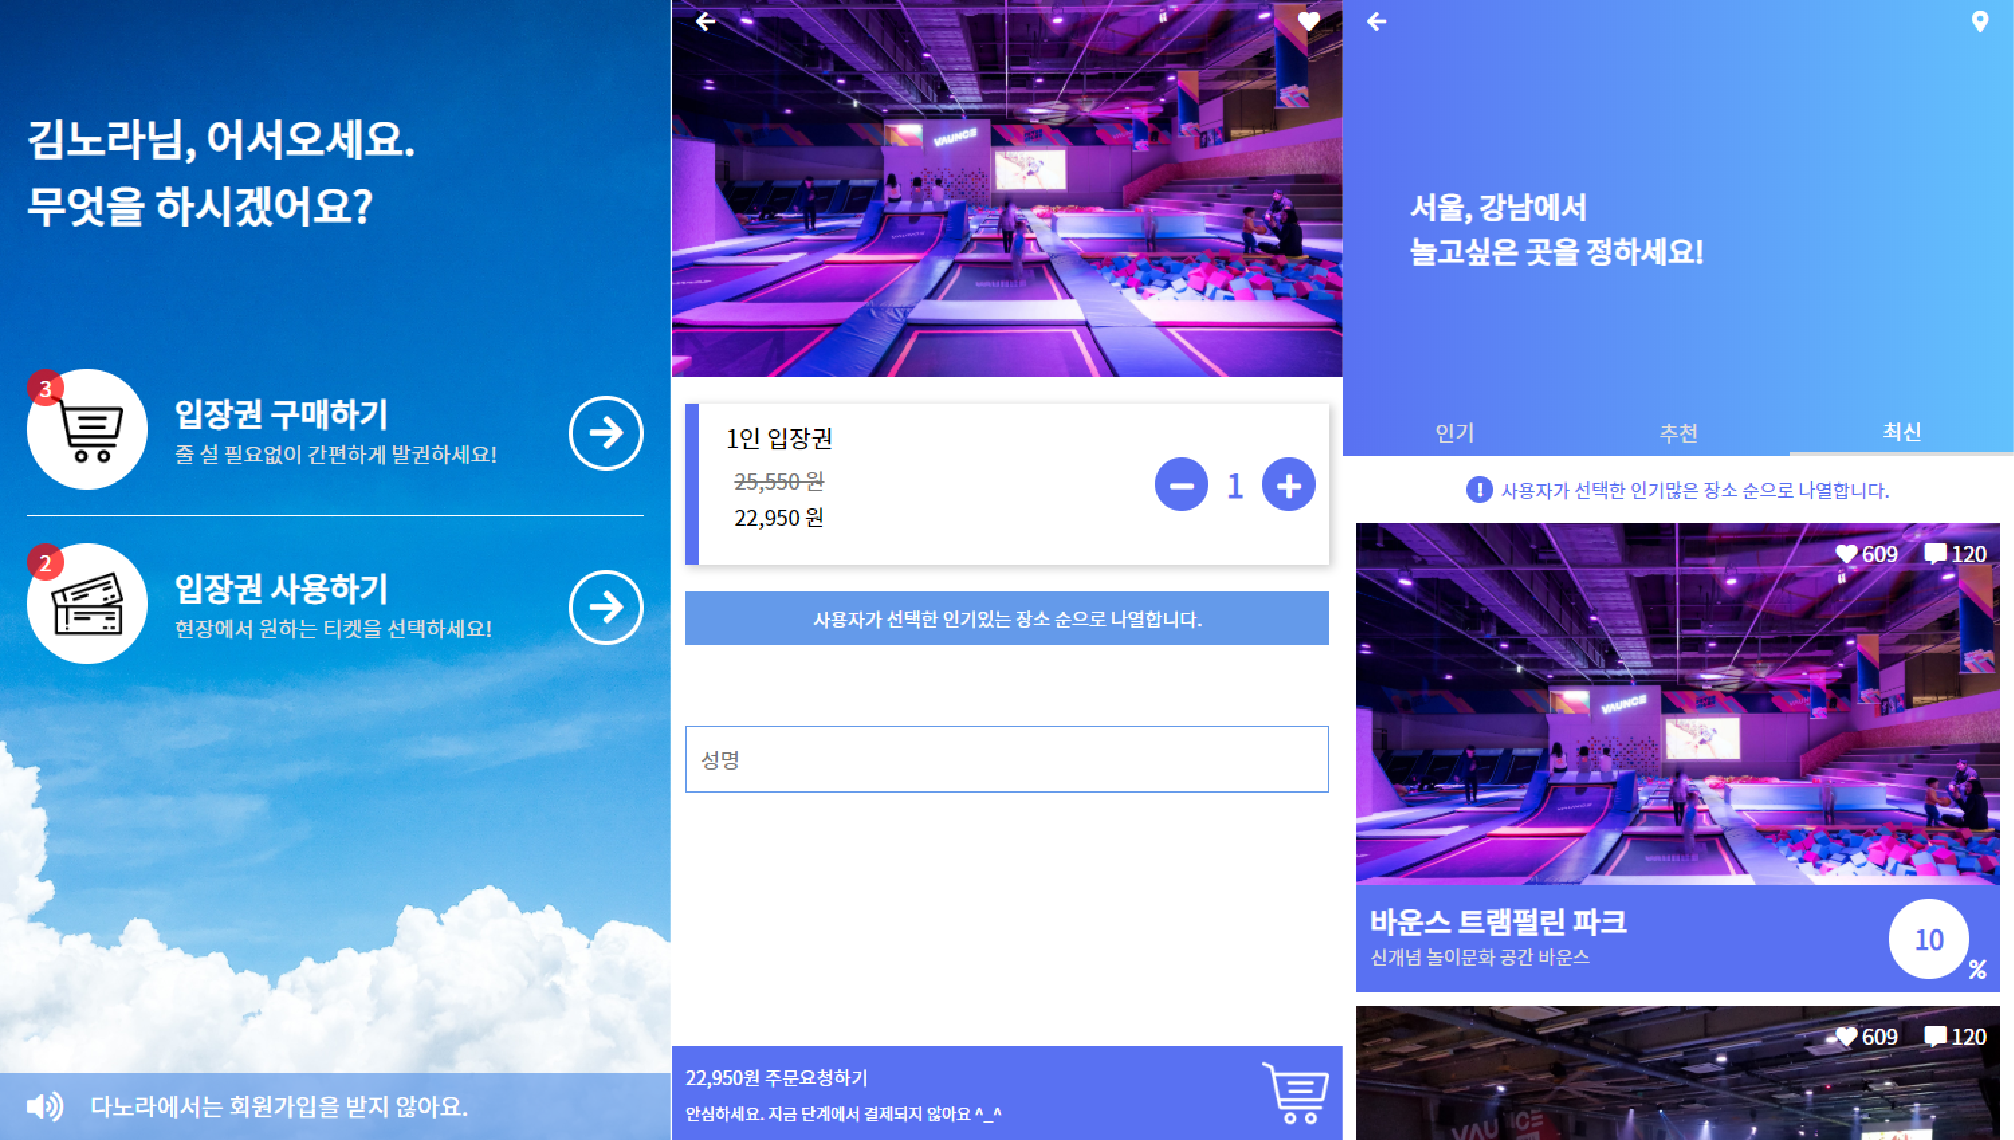 김노라님, 어서오세요.
무엇을 하시겠어요?
3
입장권 구매하기
줄 설 필요없이 간편하게 발권하세요!
2
입장권 사용하기
현장에서 원하는 티켓을 선택하세요!
다노라에서는 회원가입을 받지 않아요.
VAUNCE
1인 입장권
25,550 원
22,950 원
1
사용자가 선택한 인기있는 장소 순으로 나열합니다.
성명
22,950원 주문요청하기
안심하세요. 지금 단계에서 결제되지 않아요 ^_^
서울, 강남에서
놀고싶은 곳을 정하세요!
인기 추천 최신
사용자가 선택한 인기많은 장소 순으로 나열합니다.
609 120
VAUNCE
바운스 트램펄린 파크
신개념 놀이문화 공간 바운스
10
%
609 120
VAUNCE